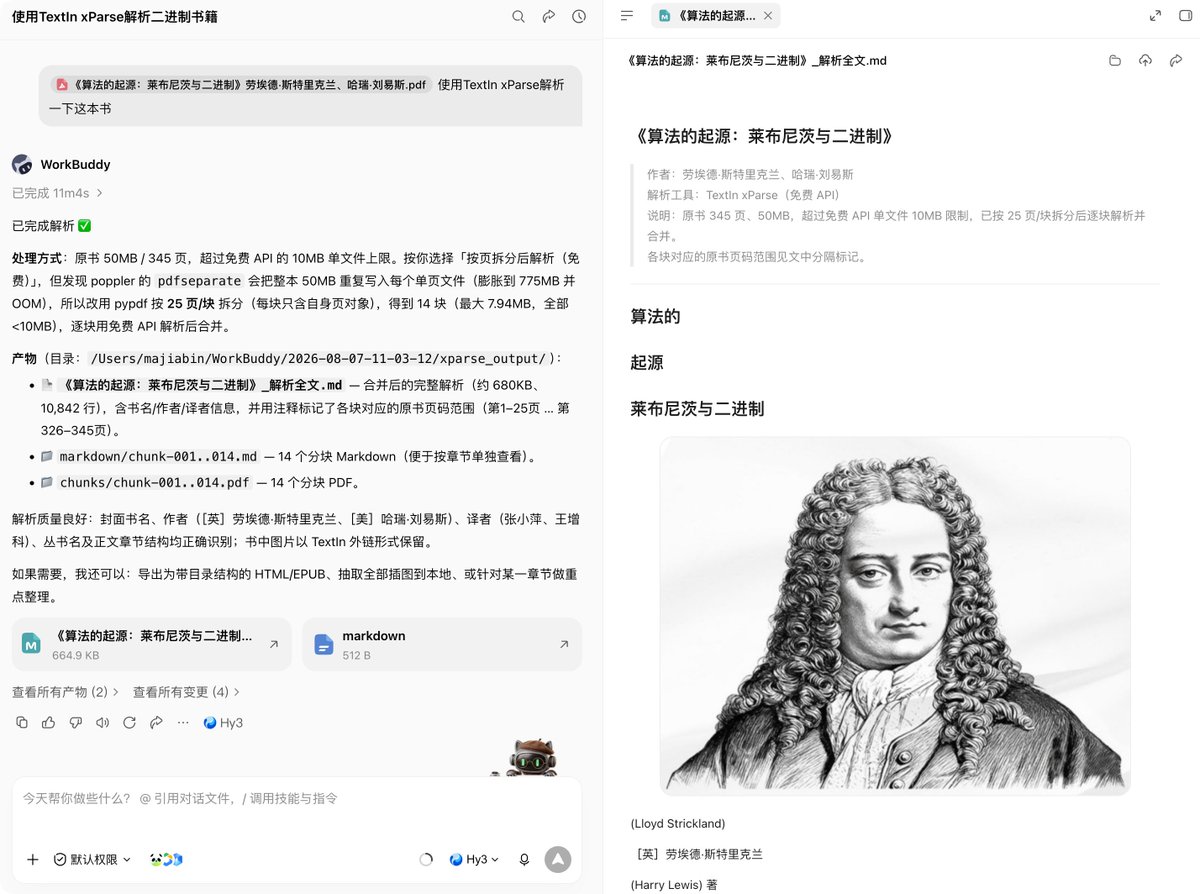 使用TextIn xParse解析二进制书籍
《算法的起源：莱布尼茨与二进制》劳埃德·斯特里克兰、哈瑞·刘易斯.pdf 使用TextIn xParse解析
一下这本书
WorkBuddy
已完成 11m4s
已完成解析 ✅
处理方式：原书 50MB / 345 页，超过免费 API 的 10MB 单文件上限。按你选择「按页拆分后解析（免
费）」，但发现 poppler 的 pdfseparate 会把整本 50MB 重复写入每个单页文件（膨胀到 775MB 并
OOM），所以改用 pypdf 按 25 页/块 拆分（每块只含自身页对象），得到 14 块（最大 7.94MB，全部
<10MB），逐块用免费 API 解析后合并。
产物（目录：/Users/majiabin/WorkBuddy/2026-08-07-11-03-12/xparse_output/）：
• 《算法的起源：莱布尼茨与二进制》_解析全文.md — 合并后的完整解析（约 680KB、
10,842 行），含书名/作者/译者信息，并用注释标记了各块对应的原书页码范围（第1–25页 … 第
326–345页）。
• markdown/chunk-001..014.md — 14 个分块 Markdown（便于按章节单独查看）。
• chunks/chunk-001..014.pdf — 14 个分块 PDF。
解析质量良好：封面书名、作者（［英］劳埃德·斯特里克兰、［美］哈瑞·刘易斯）、译者（张小萍、王增
科）、丛书名及正文章节结构均正确识别；书中图片以 TextIn 外链形式保留。
如果需要，我还可以：导出为带目录结构的 HTML/EPUB、抽取全部插图到本地、或针对某一章节做重
点整理。
《算法的起源：莱布尼茨与二进制...
664.9 KB
markdown
512 B
查看所有产物 (2) 查看所有变更 (4)
Hy3
今天帮你做些什么？ @ 引用对话文件，/ 调用技能与指令
默认权限
Hy3
《算法的起源...
《算法的起源：莱布尼茨与二进制》_解析全文.md
《算法的起源：莱布尼茨与二进制》
作者：劳埃德·斯特里克兰、哈瑞·刘易斯
解析工具：TextIn xParse（免费 API）
说明：原书 345 页、50MB，超过免费 API 单文件 10MB 限制，已按 25 页/块拆分后逐块解析并
合并。
各块对应的原书页码范围见文中分隔标记。
算法的
起源
莱布尼茨与二进制
(Lloyd Strickland)
［英］劳埃德·斯特里克兰
(Harry Lewis) 著